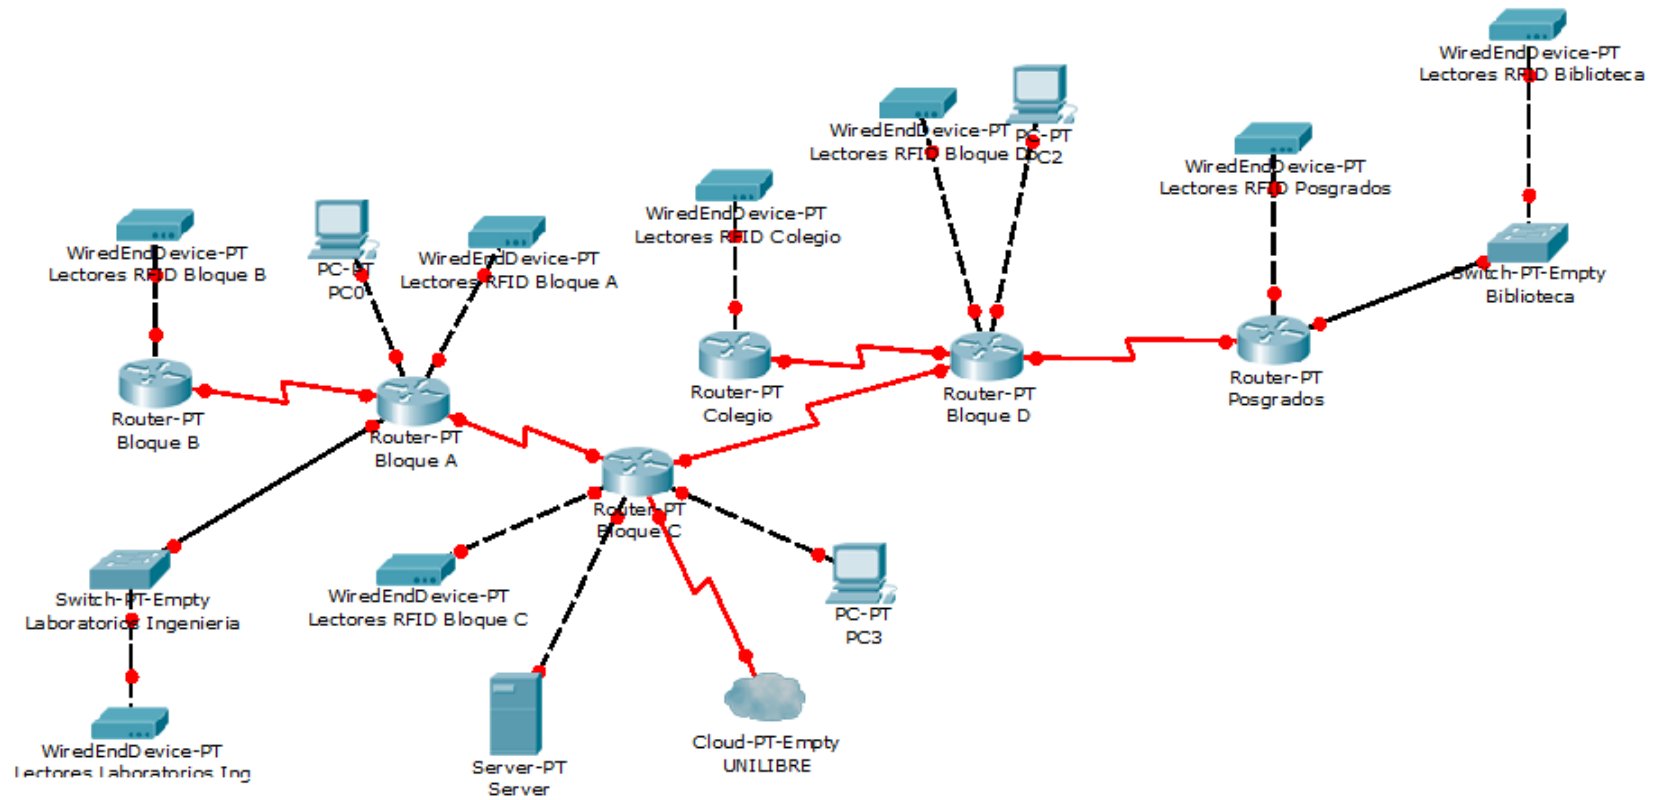 WiredEndDevice-PT
Lectores RFID Biblioteca
WiredEndDevice-PT
Lectores RFID Bloque D
PC-PT
PC2
WiredEndDevice-PT
Lectores RFID Posgrados
WiredEndDevice-PT
Lectores RFID Colegio
WiredEndDevice-PT
Lectores RFID Bloque B
PC-PT
PC0
WiredEndDevice-PT
Lectores RFID Bloque A
Switch-PT-Empty
Biblioteca
Router-PT
Posgrados
Router-PT
Colegio
Router-PT
Bloque D
Router-PT
Bloque B
Router-PT
Bloque A
Router-PT
Bloque C
Switch-PT-Empty
Laboratorios Ingenieria
WiredEndDevice-PT
Lectores RFID Bloque C
PC-PT
PC3
WiredEndDevice-PT
Lectores Laboratorios Ing
Server-PT
Server
Cloud-PT-Empty
UNILIBRE